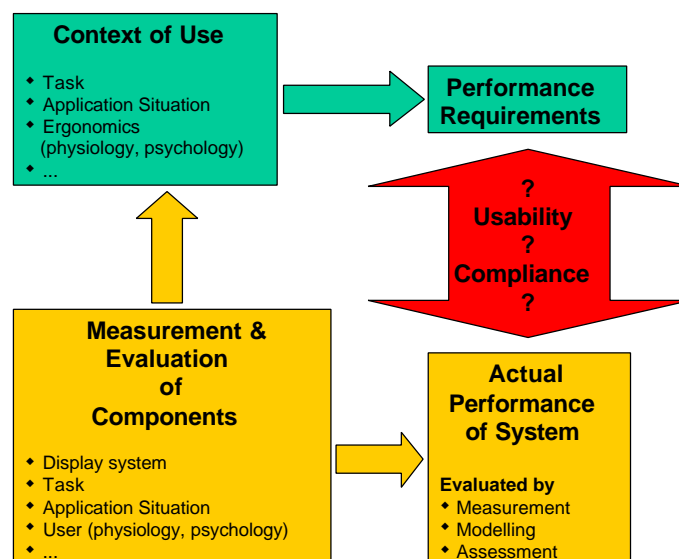 Context of Use
◆ Task
◆ Application Situation
◆ Ergonomics
(physiology, psychology)
◆ ...
Performance
Requirements
?
Usability
?
Compliance
?
Measurement &
Evaluation
of
Components
◆ Display system
◆ Task
◆ Application Situation
◆ User (physiology, psychology)
◆ ...
Actual
Performance
of System
Evaluated by
◆ Measurement
◆ Modelling
◆ Assessment